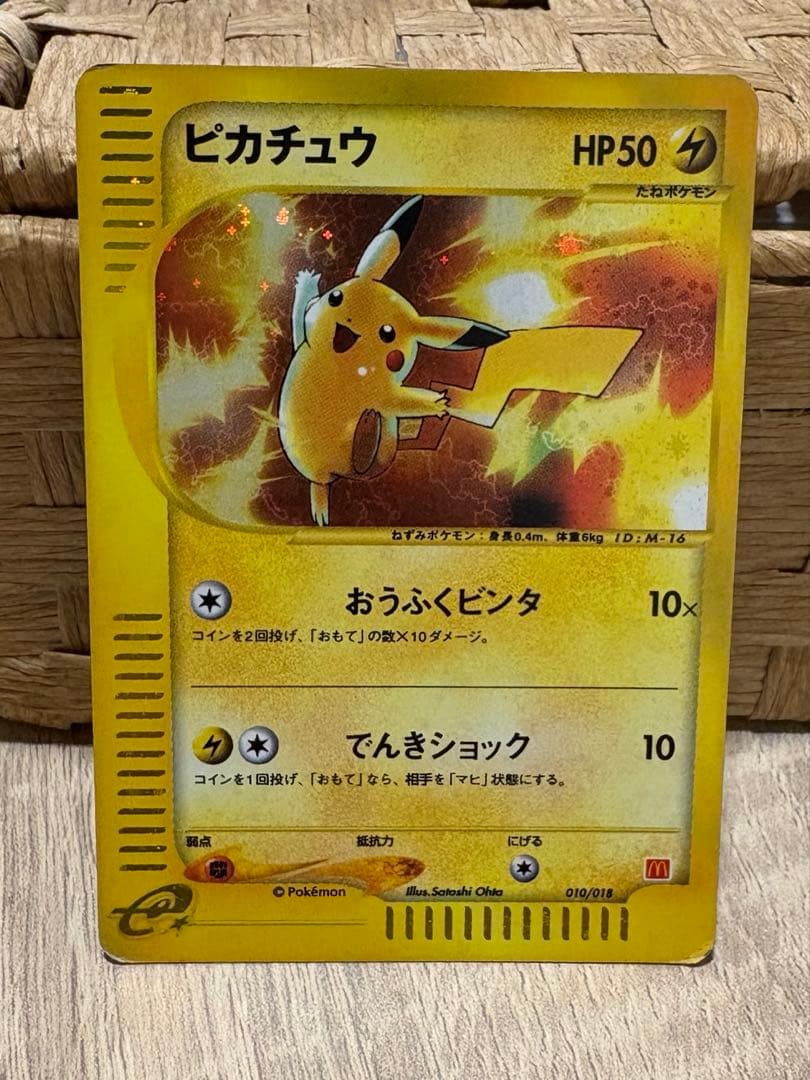 ピカチュウ HP50
たねポケモン
ねずみポケモン：身長0.4m、体重6kg ID:M-16
おうふくビンタ 10×
コインを2回投げ、「おもて」の数×10ダメージ。
でんきショック 10
コインを1回投げ、「おもて」なら、相手を「マヒ」状態にする。
弱点 抵抗力 にげる
© Pokémon Illus.Satoshi Ohta 010/018